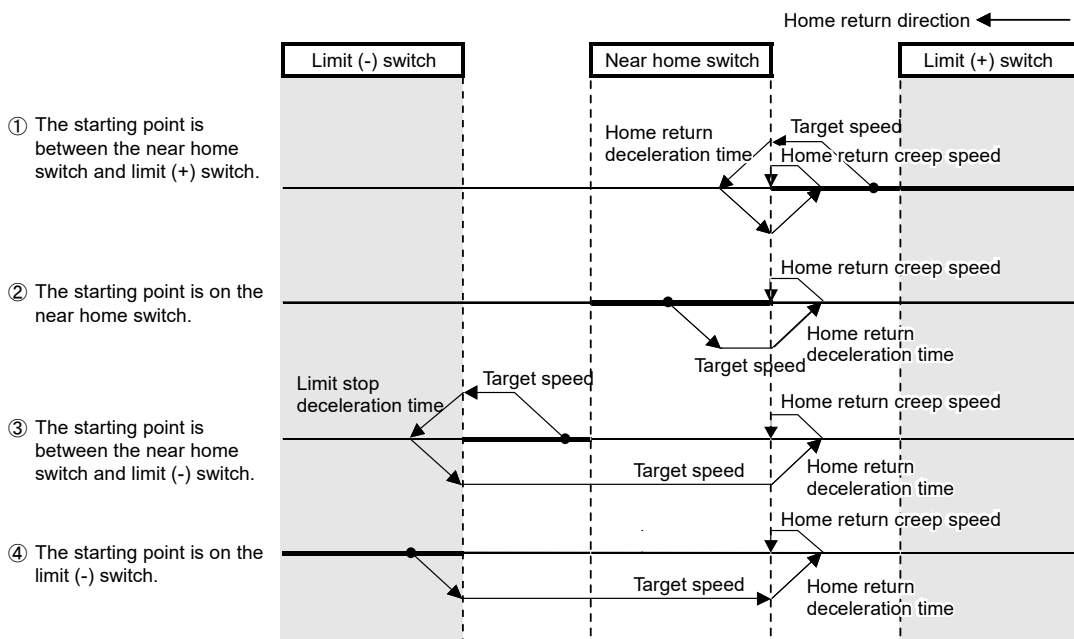 Home return direction
Limit (-) switch
Near home switch
Limit (+) switch
① The starting point is
between the near home
switch and limit (+) switch.
Home return
deceleration time
Target speed
Home return creep speed
② The starting point is on the
near home switch.
Home return creep speed
Home return
deceleration time
Target speed
Limit stop
deceleration time
Target speed
③ The starting point is
between the near home
switch and limit (-) switch.
Home return creep speed
Target speed
Home return
deceleration time
④ The starting point is on the
limit (-) switch.
Home return creep speed
Target speed
Home return
deceleration time